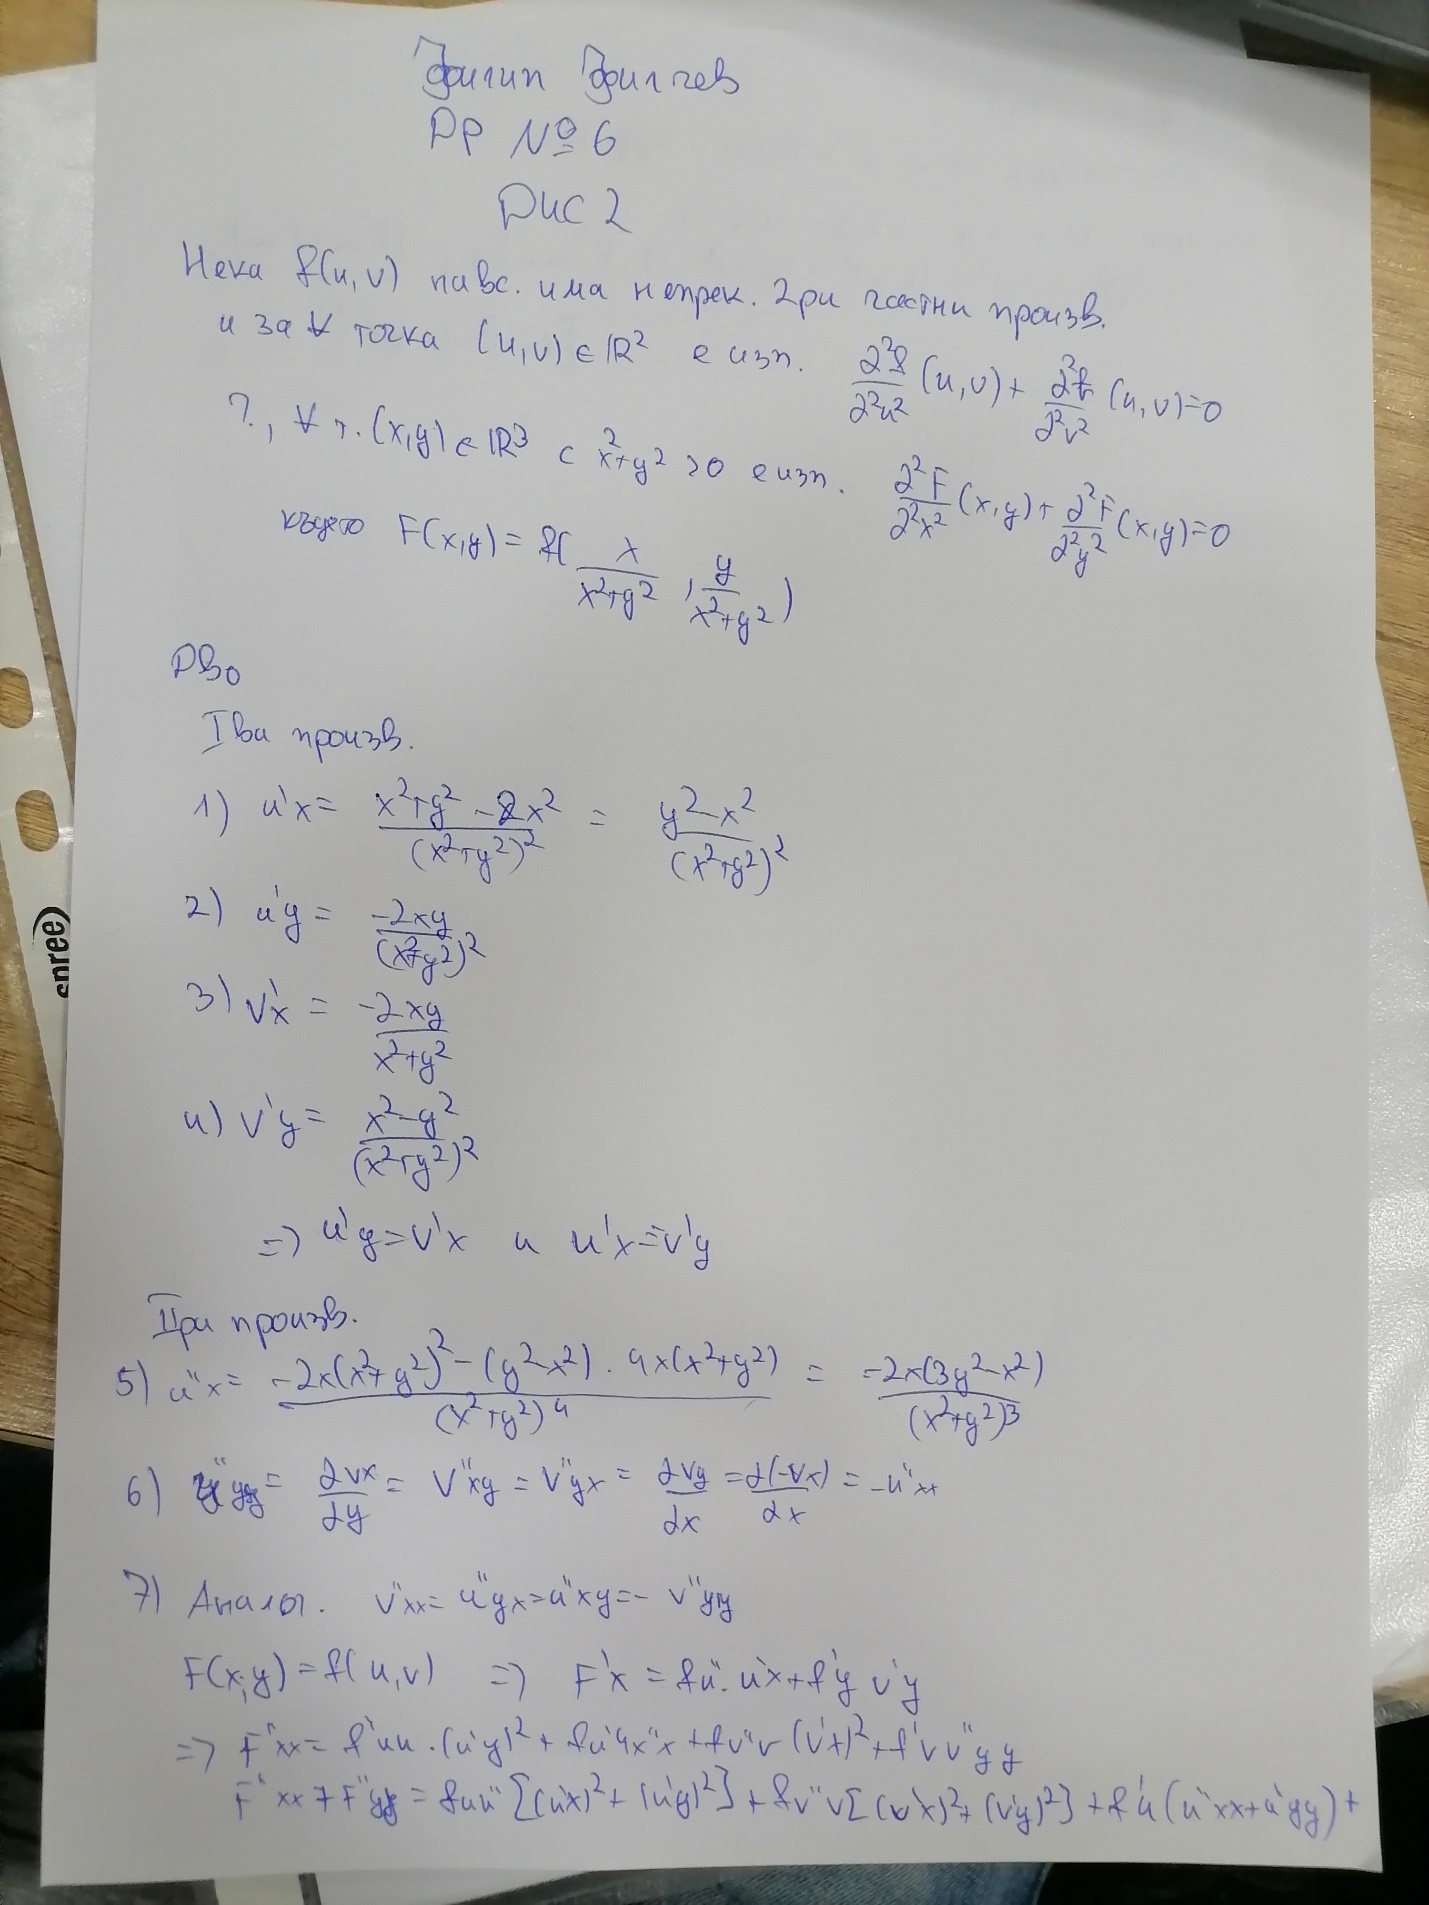 Филип Филчев
ДР № 6
ДИС 2
Нека f(u,v) навс. има непрек. 2ри частни произв.
и за ∀ точка (u,v) ∈ ℝ² е изп. ∂²f/∂²u² (u,v) + ∂²f/∂²v² (u,v)=0
?, ∀ т. (x,y) ∈ ℝ³ с x²+y² >0 е изп. ∂²F/∂²x² (x,y) + ∂²F/∂²y² (x,y)=0
където F(x,y) = f( x/(x²+y²) , y/(x²+y²) )
Дво
Iви произв.
1) u'x = (x²+y² -2x²)/(x²+y²)² = (y²-x²)/(x²+y²)²
2) u'y = -2xy/(x²+y²)²
3) v'x = -2xy/(x²+y²)
4) v'y = (x²-y²)/(x²+y²)²
=> u'y=v'x и u'x=v'y
IIри произв.
5) u''x = (-2x(x²+y²)² - (y²-x²) . 4x(x²+y²))/(x²+y²)⁴ = -2x(3y²-x²)/(x²+y²)³
6) u''yy = ∂vx/∂y = v''xy = v''yx = ∂vy/∂x = ∂(-vx)/∂x = -u''xx
7) Аналог. v''xx = u''yx = u''xy = - v''yy
F(x,y) = f(u,v) => F'x = fu'. u'x + f'y v'y
=> F''xx = f'uu . (u'y)² + fu'ux''x + fv''v (v'x)² + f'v v''yy
F''xx + F''yy = fuu'' [(u'x)² + (u'y)²] + fv''v [(v'x)² + (v'y)²] + f'u (u''xx + u''yy) +
spree